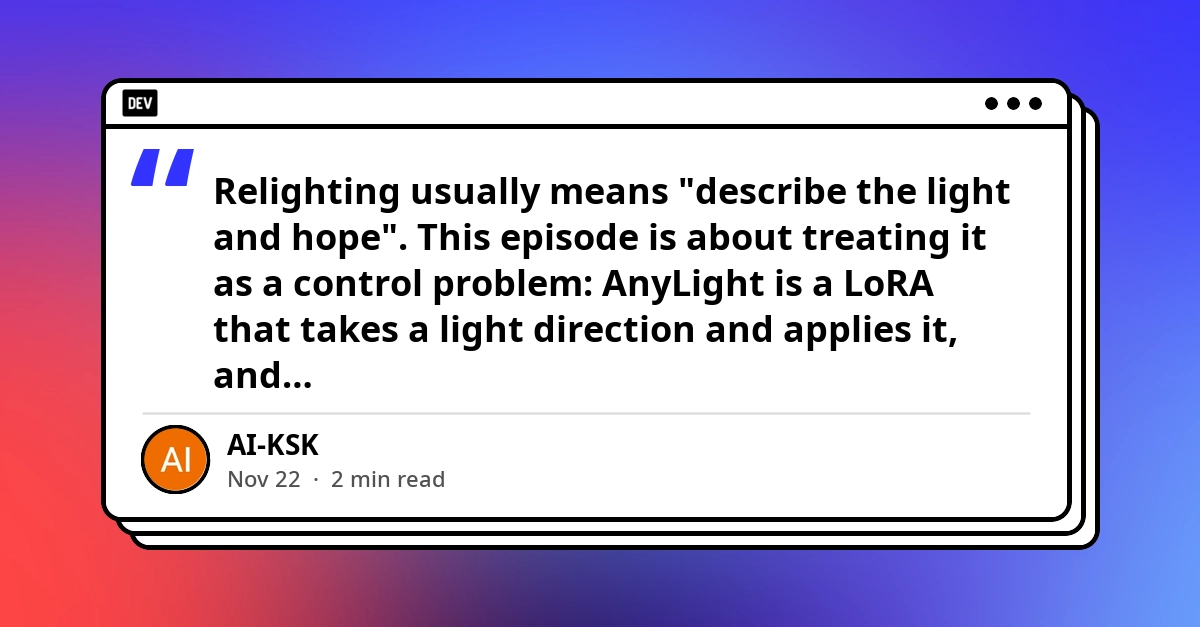 DEV
Relighting usually means "describe the light
and hope". This episode is about treating it
as a control problem: AnyLight is a LoRA
that takes a light direction and applies it,
and...
AI
AI-KSK
Nov 22 · 2 min read